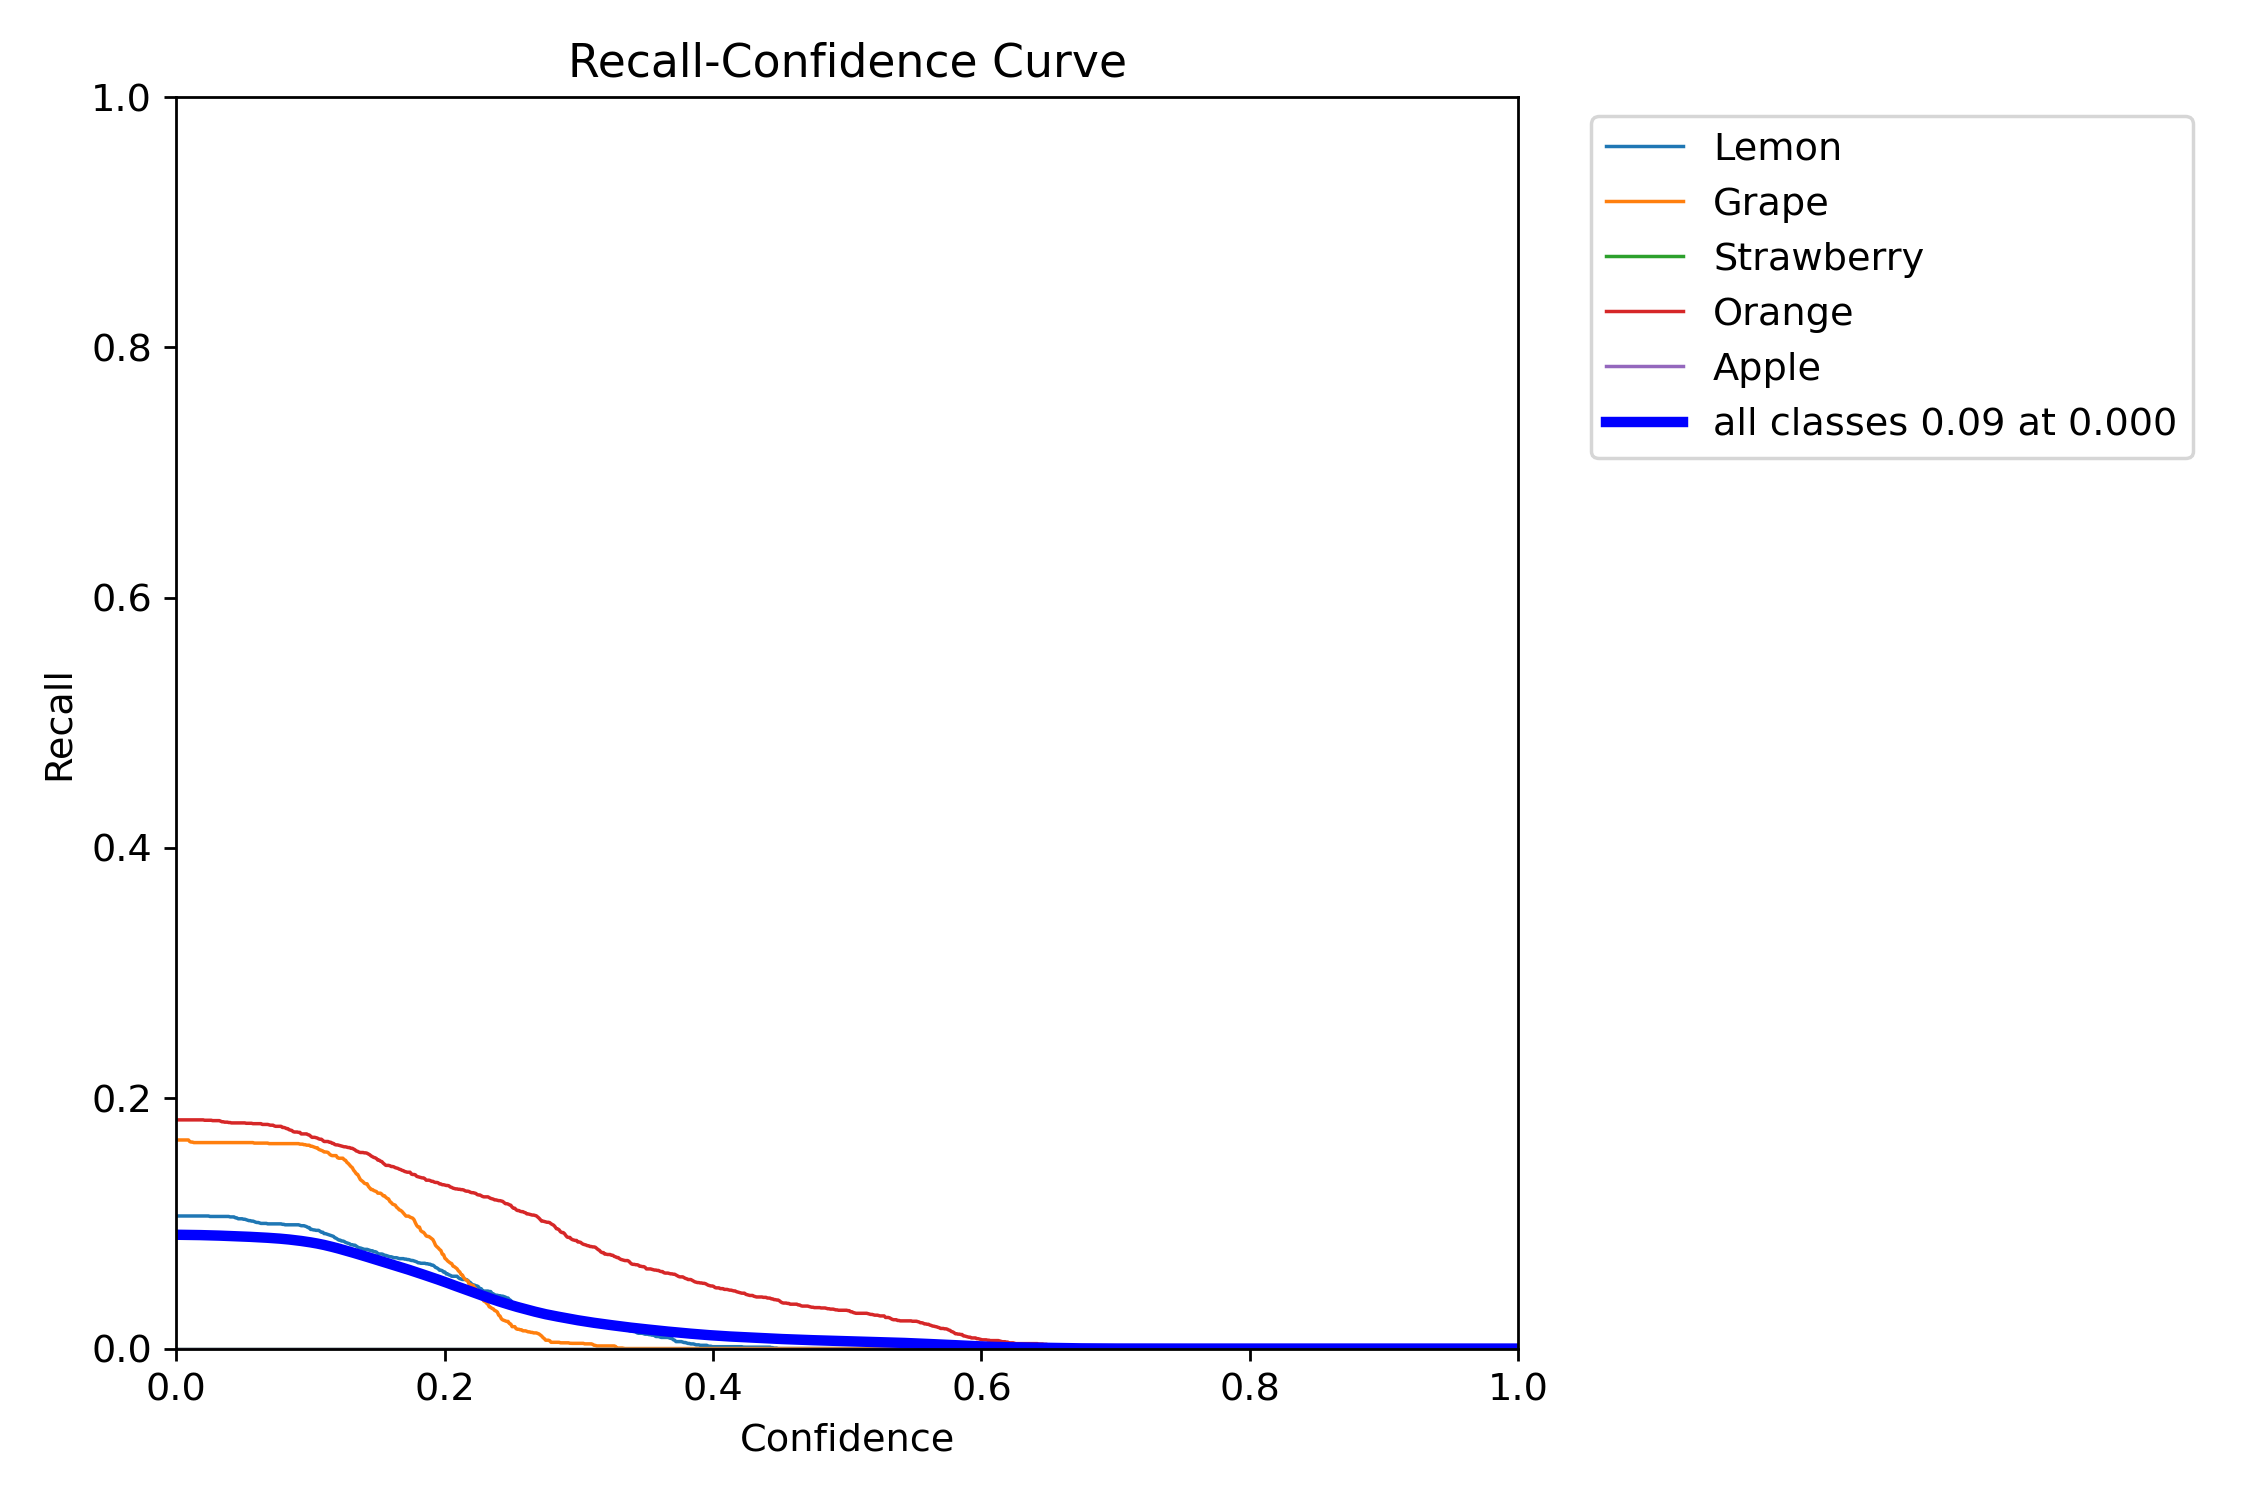 Recall-Confidence Curve
1.0
0.8
0.6
0.4
0.2
0.0
Recall
0.0 0.2 0.4 0.6 0.8 1.0
Confidence
Lemon
Grape
Strawberry
Orange
Apple
all classes 0.09 at 0.000